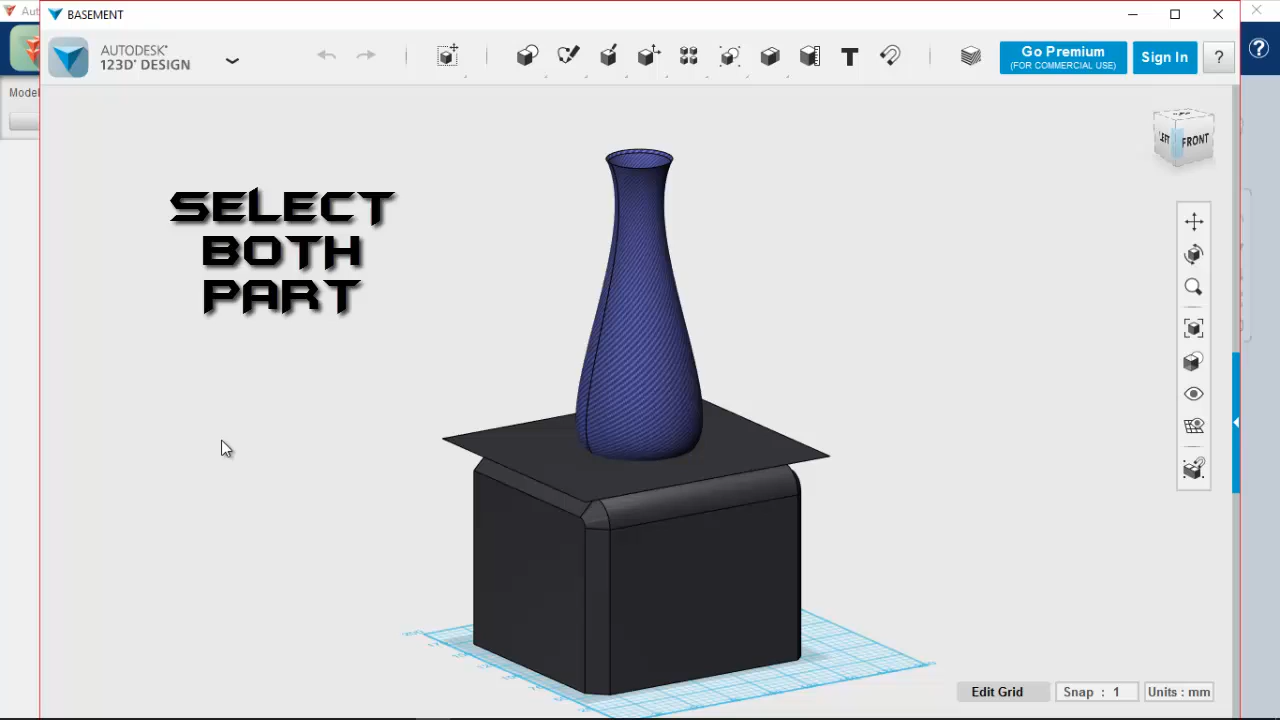 BASEMENT
AUTODESK®
123D® DESIGN
Go Premium
(FOR COMMERCIAL USE)
Sign In
?
?
Model
SELECT
BOTH
PART
LEFT
FRONT
Edit Grid
Snap : 1
Units : mm